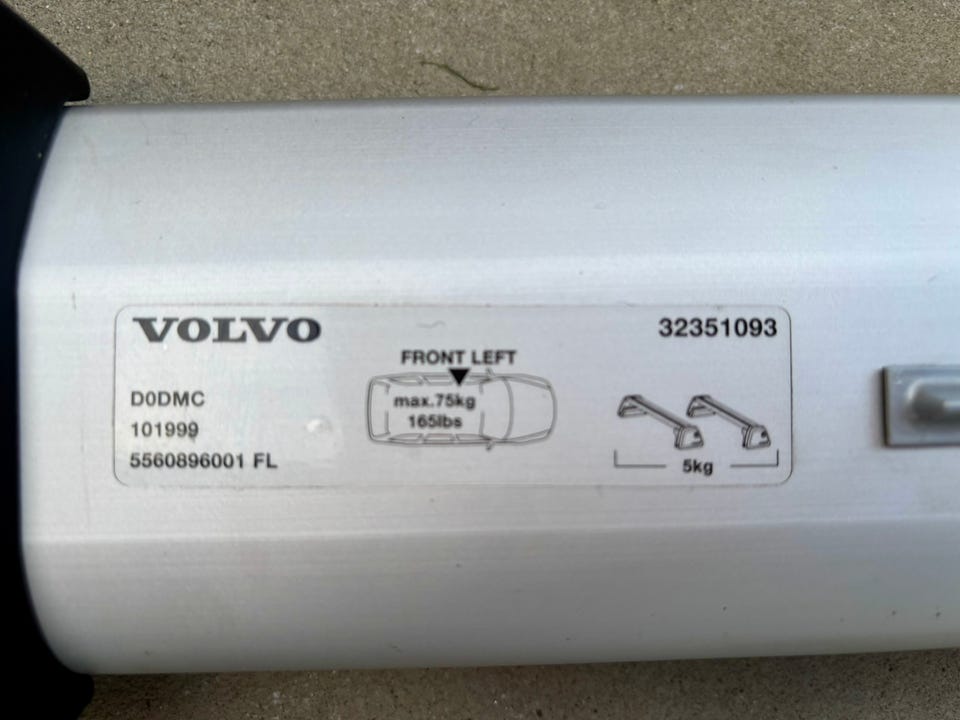 VOLVO
32351093
FRONT LEFT
max.75kg
165lbs
D0DMC
101999
5560896001 FL
5kg